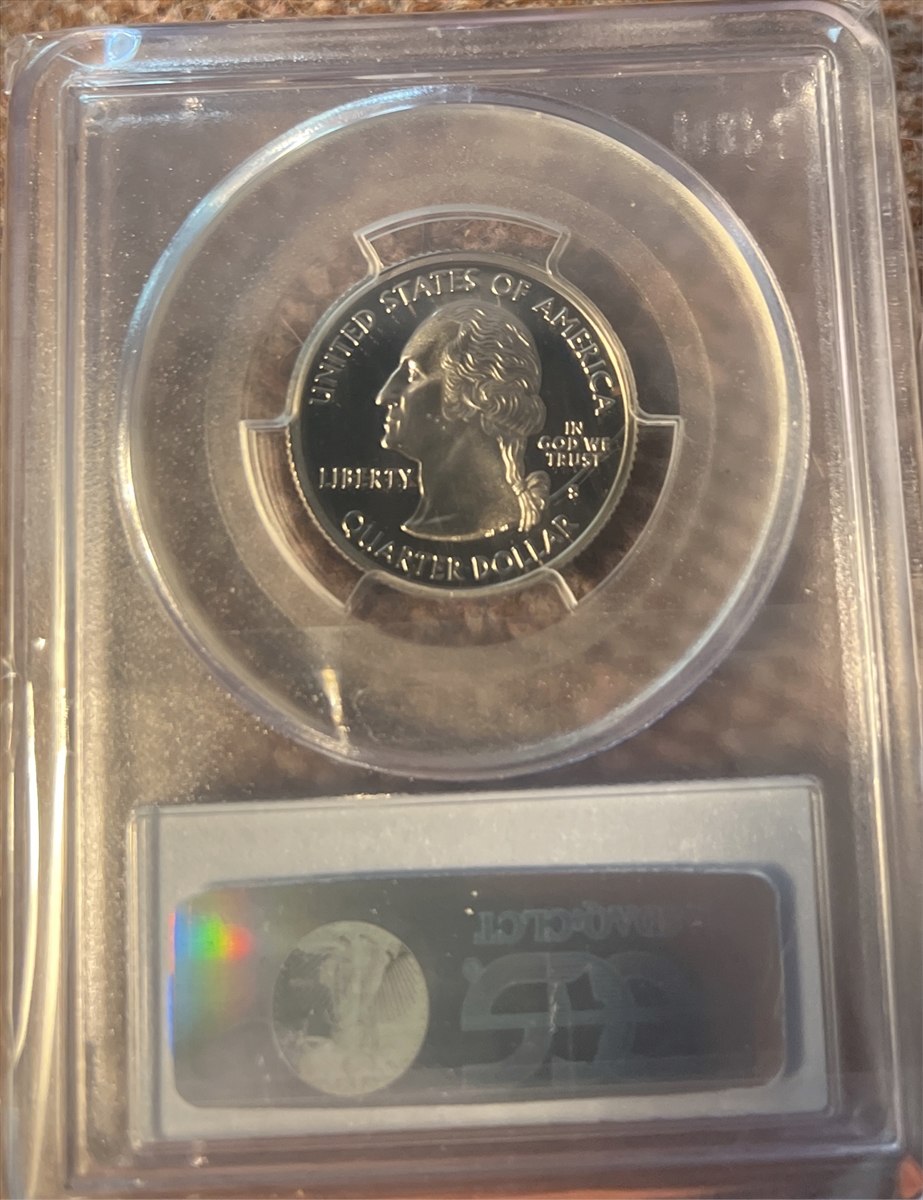 UNITED STATES OF AMERICA
LIBERTY
IN
GOD WE
TRUST
S
QUARTER DOLLAR